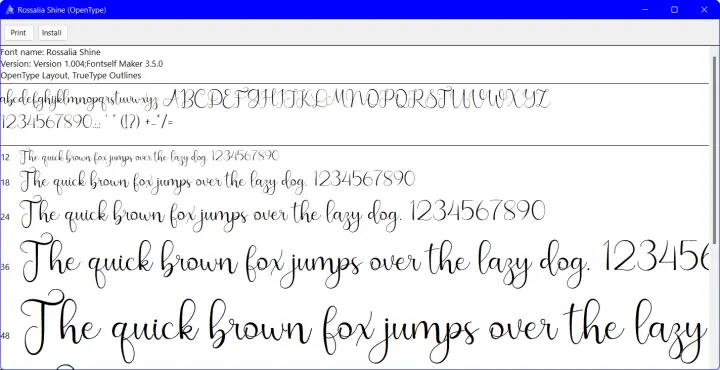 Rossalia Shine (OpenType)
Print Install
Font name: Rossalia Shine
Version: Version 1.004;Fontself Maker 3.5.0
OpenType Layout, TrueType Outlines
abcdefghijklmnopqrstuvwxyz ABCDEFGHIJKLMNOPQRSTUVWXYZ
1234567890.:,; ' " (!?) +-*/=
12 The quick brown fox jumps over the lazy dog. 1234567890
18 The quick brown fox jumps over the lazy dog. 1234567890
24 The quick brown fox jumps over the lazy dog. 1234567890
36 The quick brown fox jumps over the lazy dog. 123456
48 The quick brown fox jumps over the lazy